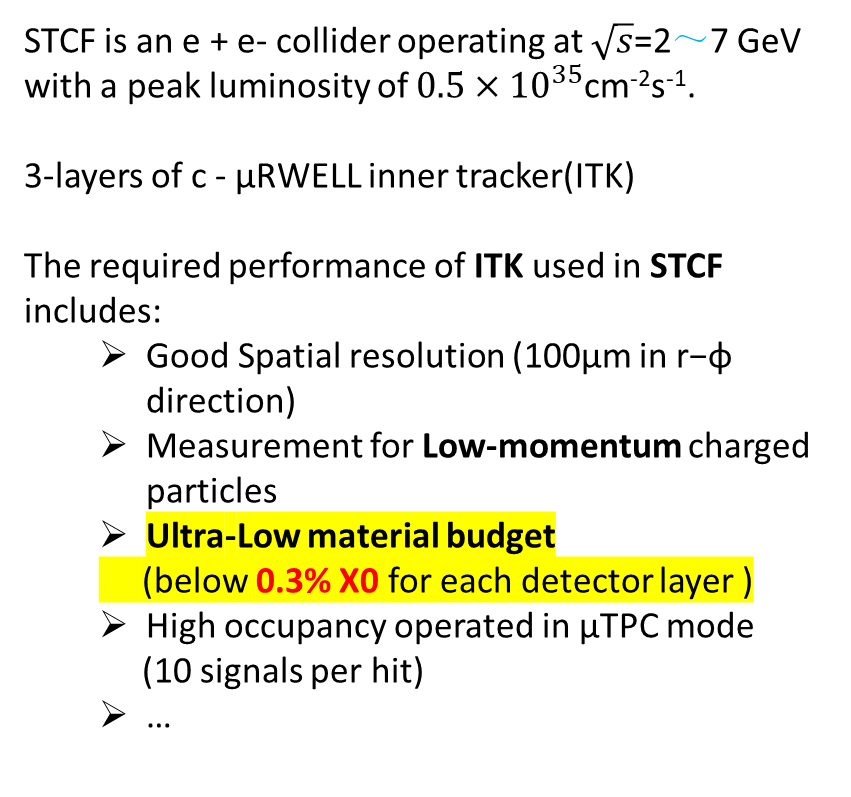 STCF is an e + e- collider operating at √s=2～7 GeV
with a peak luminosity of 0.5 × 10³⁵cm⁻²s⁻¹.
3-layers of c - μRWELL inner tracker(ITK)
The required performance of ITK used in STCF
includes:
➢ Good Spatial resolution (100μm in r−ϕ
direction)
➢ Measurement for Low-momentum charged
particles
➢ Ultra-Low material budget
(below 0.3% X0 for each detector layer )
➢ High occupancy operated in μTPC mode
(10 signals per hit)
➢ ...